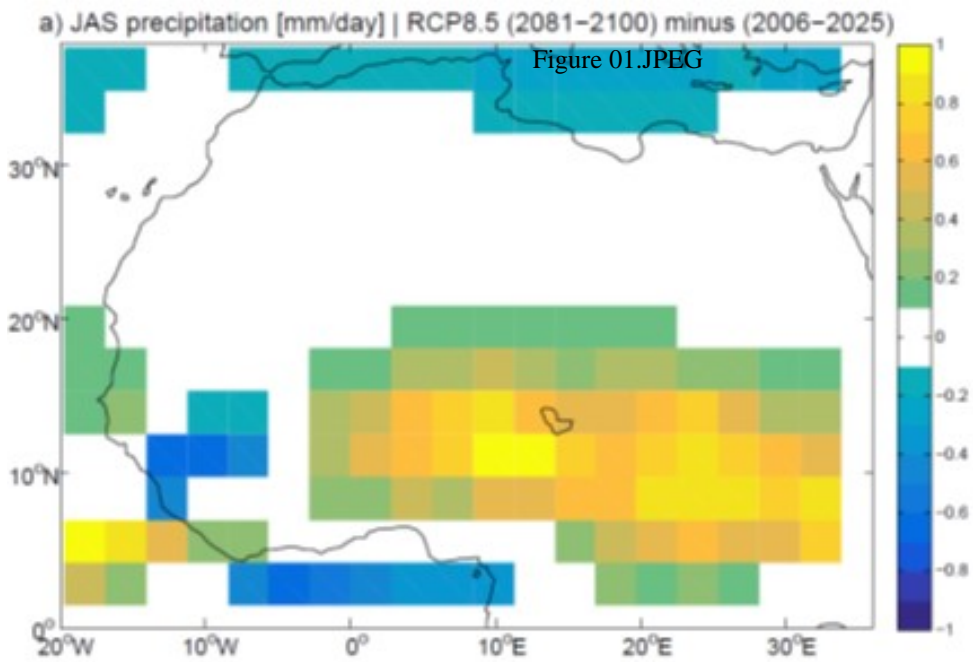 a) JAS precipitation [mm/day] | RCP8.5 (2081−2100) minus (2006−2025)
Figure 01.JPEG
1
0.8
0.6
0.4
0.2
0
−0.2
−0.4
−0.6
−0.8
−1
30°N
20°N
10°N
0°
20°W
10°W
0°
10°E
20°E
30°E